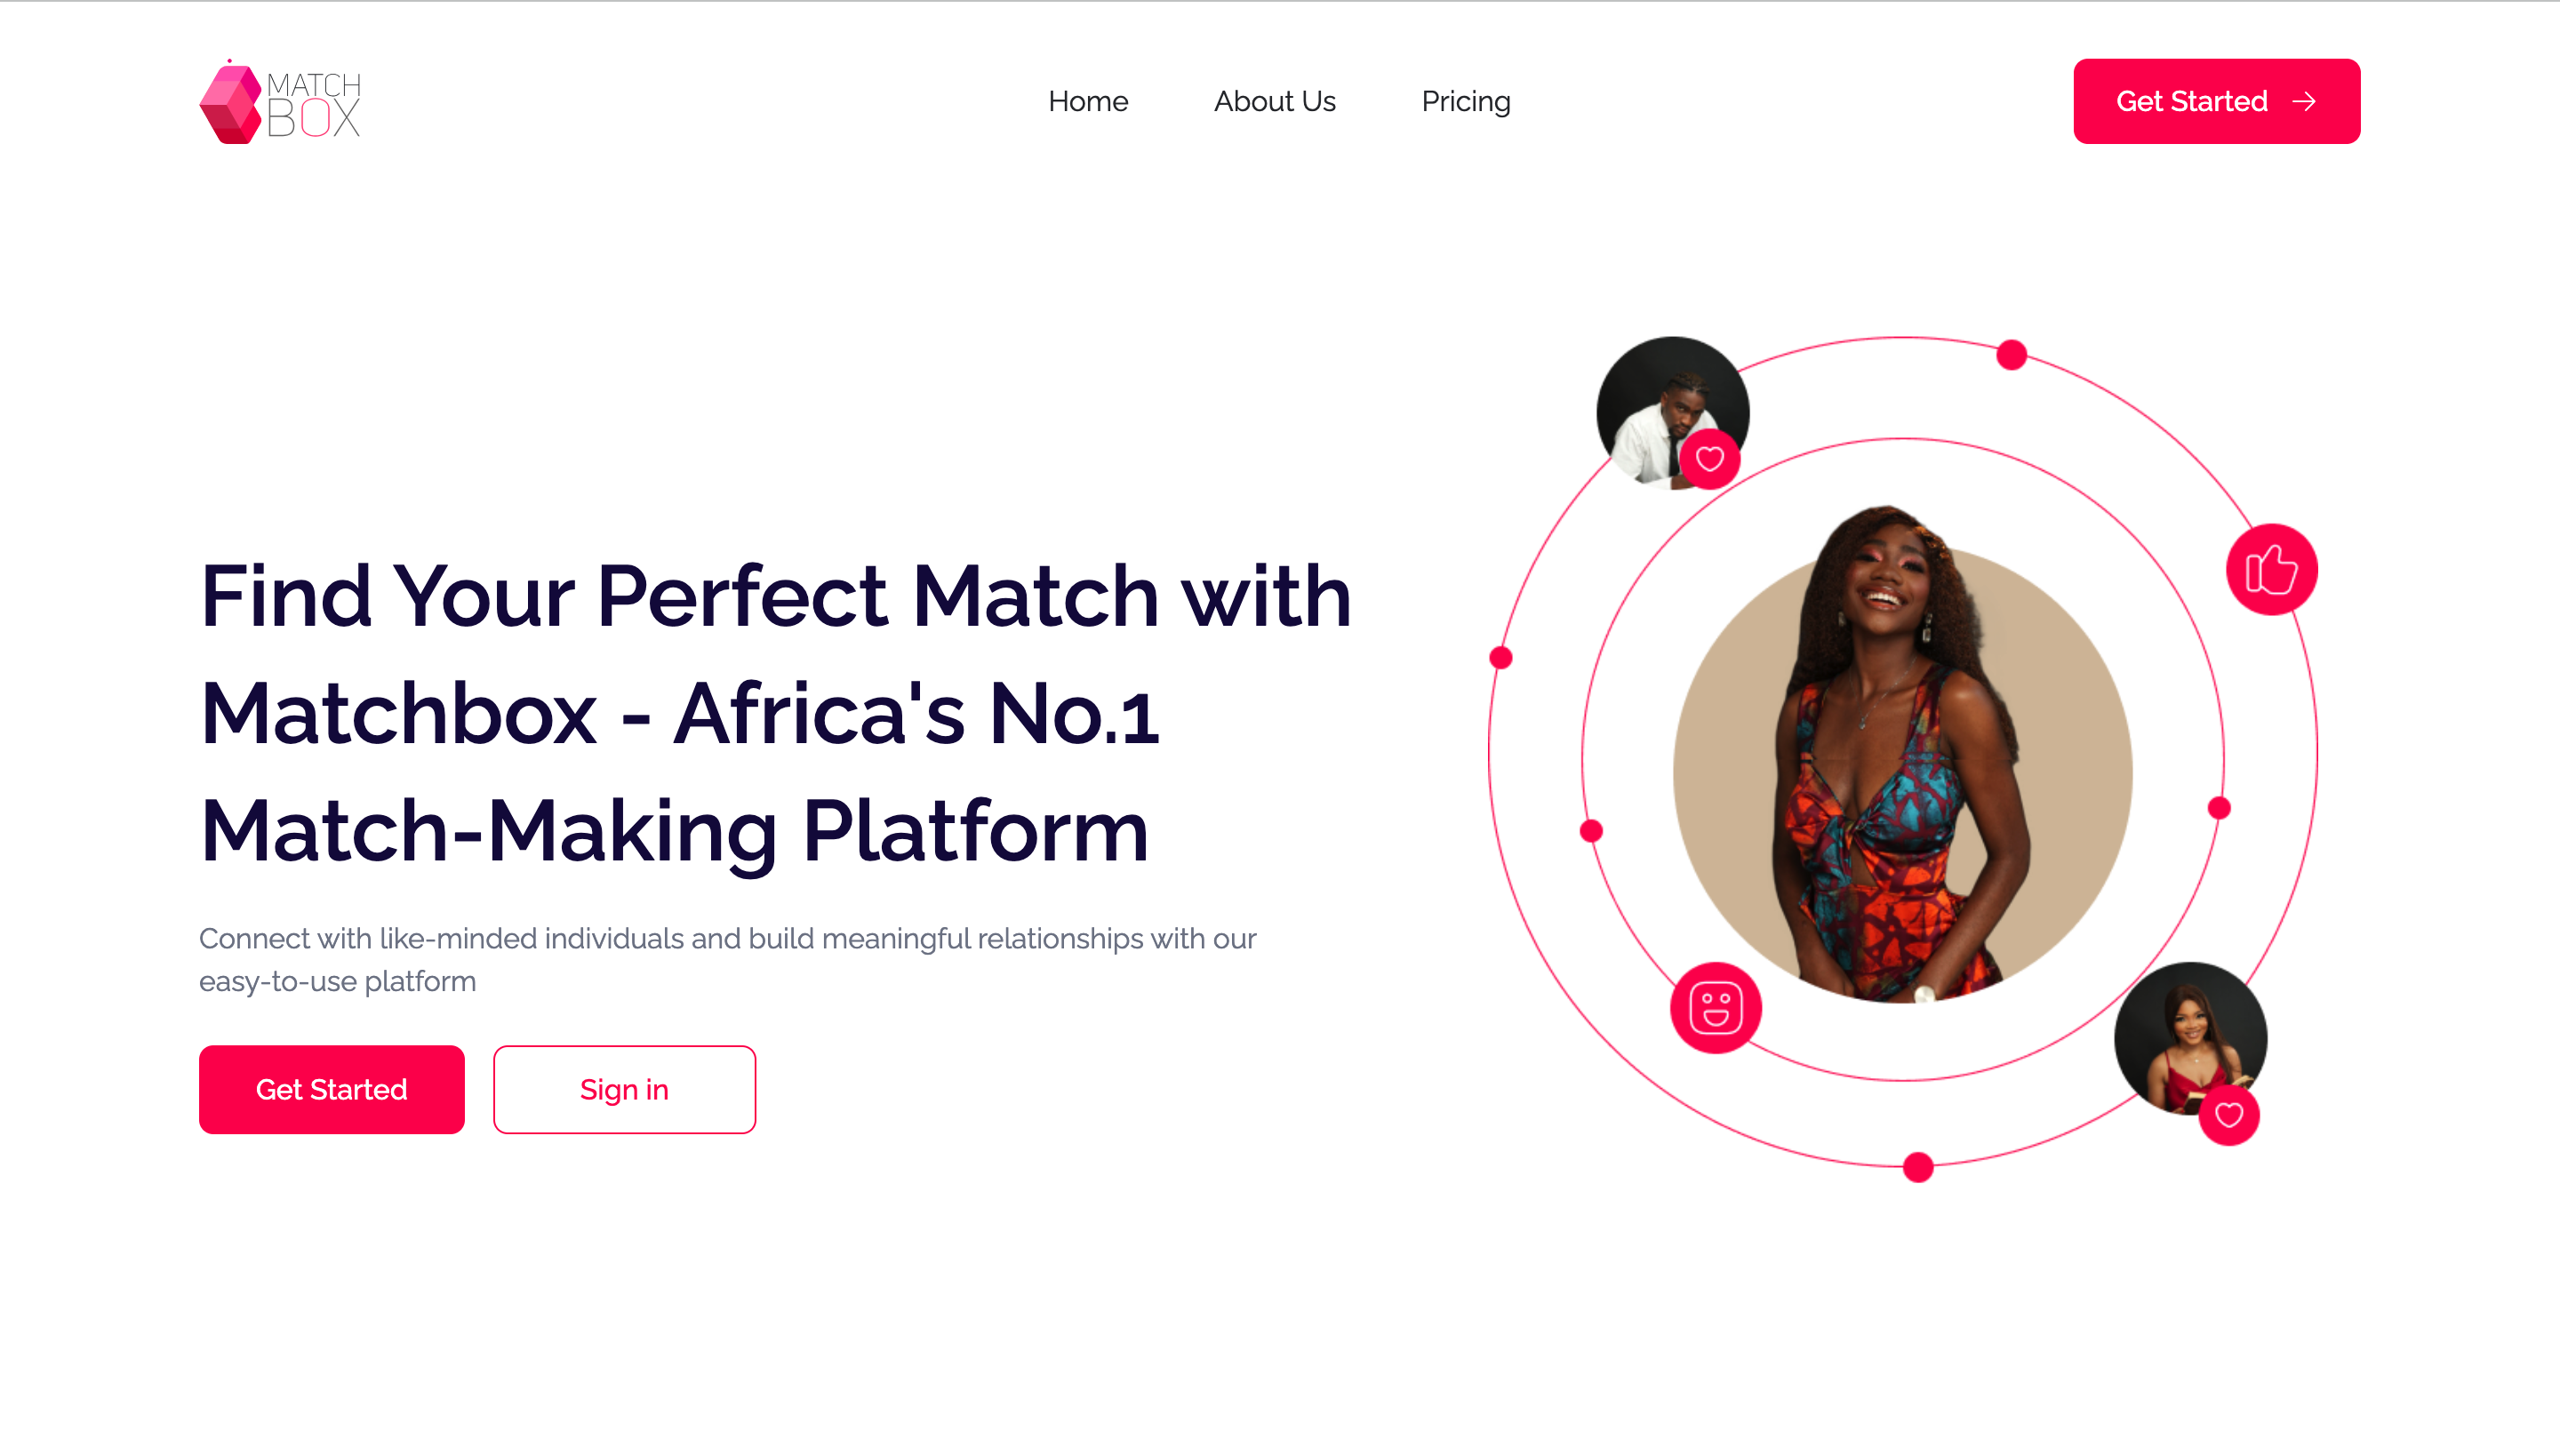 MATCH
BOX
Home
About Us
Pricing
Get Started
Find Your Perfect Match with
Matchbox - Africa's No.1
Match-Making Platform
Connect with like-minded individuals and build meaningful relationships with our
easy-to-use platform
Get Started
Sign in